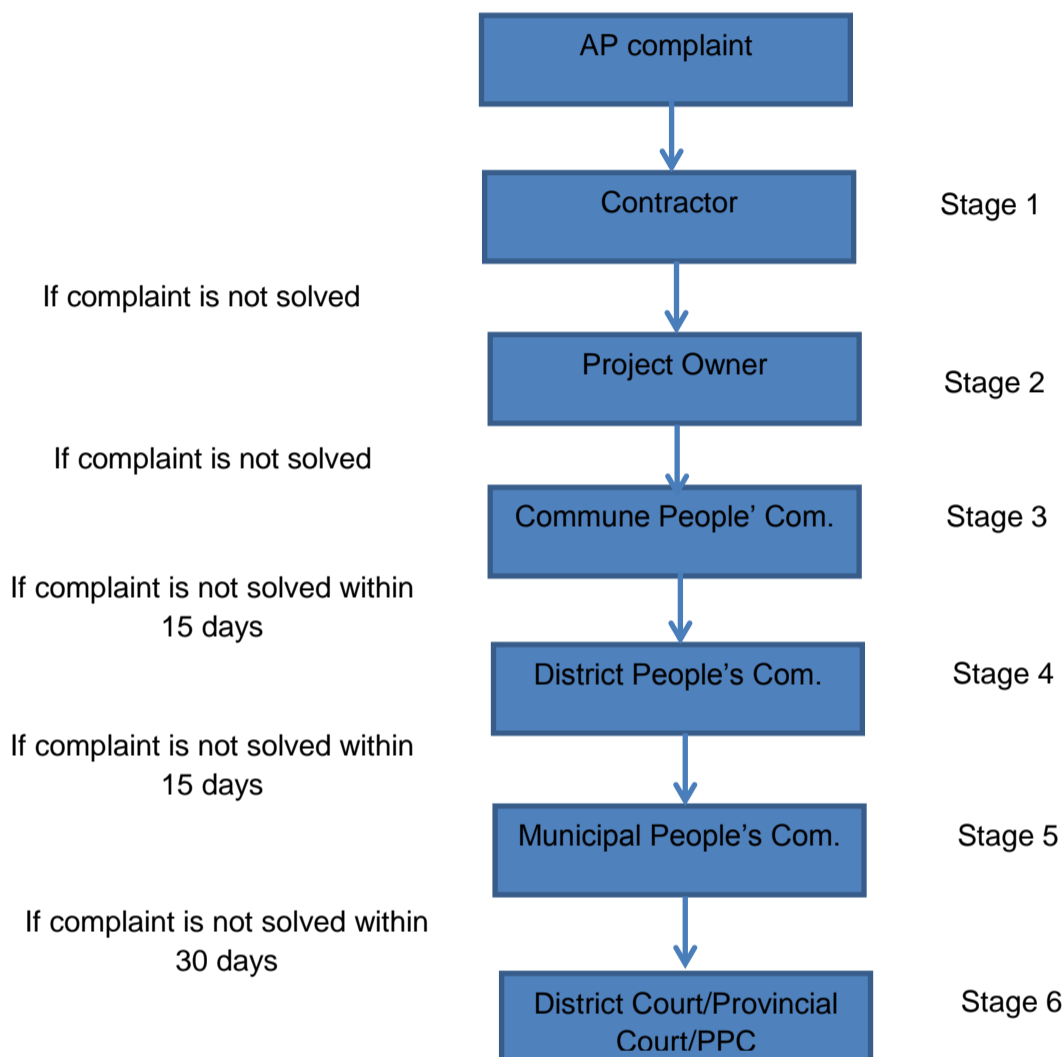 AP complaint
Contractor
Stage 1
If complaint is not solved
Project Owner
Stage 2
If complaint is not solved
Commune People’ Com.
Stage 3
If complaint is not solved within
15 days
District People’s Com.
Stage 4
If complaint is not solved within
15 days
Municipal People’s Com.
Stage 5
If complaint is not solved within
30 days
District Court/Provincial
Court/PPC
Stage 6